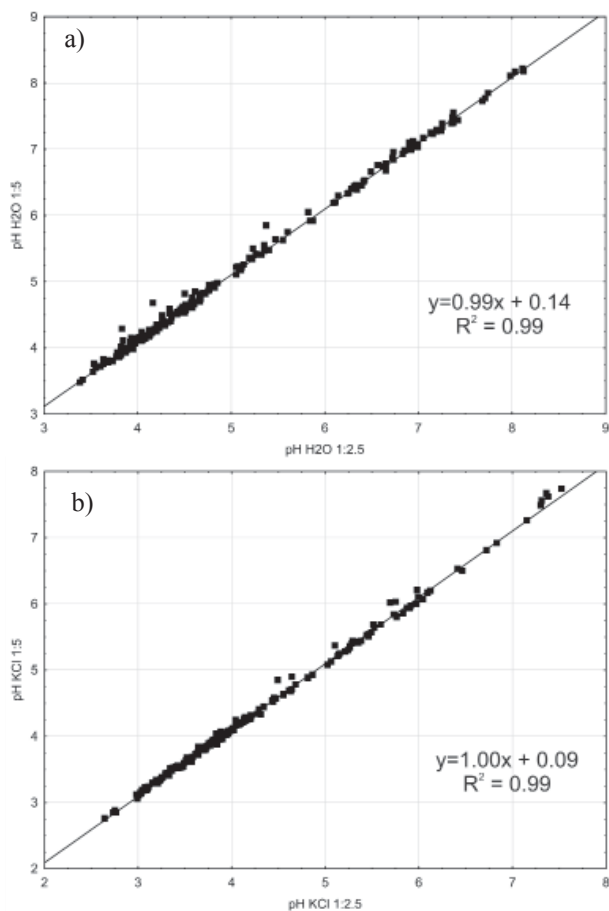 a)
9
8
7
6
5
4
3
pH H2O 1:5
y=0.99x + 0.14
R² = 0.99
3 4 5 6 7 8 9
pH H2O 1:2.5
b)
8
7
6
5
4
3
2
pH KCl 1:5
y=1.00x + 0.09
R² = 0.99
2 3 4 5 6 7 8
pH KCl 1:2.5